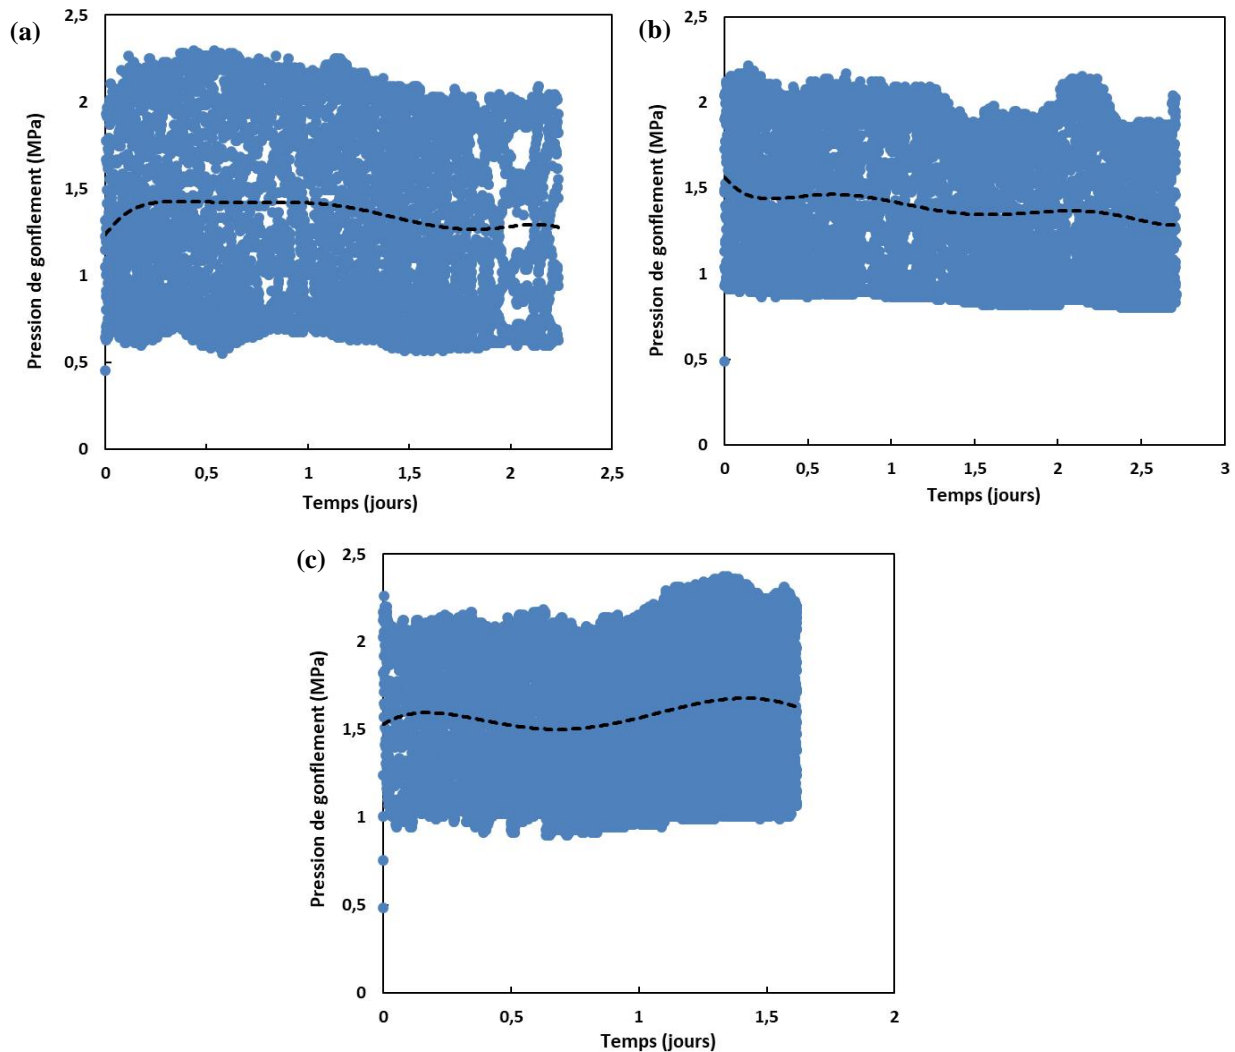 (a)
Pression de gonflement (MPa)
2,5
2
1,5
1
0,5
0
0 0,5 1 1,5 2 2,5
Temps (jours)
(b)
Pression de gonflement (MPa)
2,5
2
1,5
1
0,5
0
0 0,5 1 1,5 2 2,5 3
Temps (jours)
(c)
Pression de gonflement (MPa)
2,5
2
1,5
1
0,5
0
0 0,5 1 1,5 2
Temps (jours)